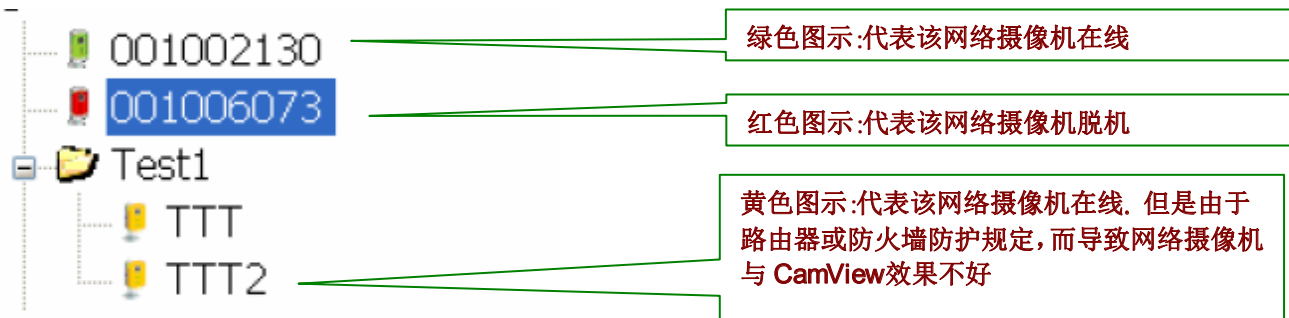 001002130
绿色图示:代表该网络摄像机在线
001006073
红色图示:代表该网络摄像机脱机
Test1
TTT
TTT2
黄色图示:代表该网络摄像机在线. 但是由于
路由器或防火墙防护规定,而导致网络摄像机
与 CamView效果不好